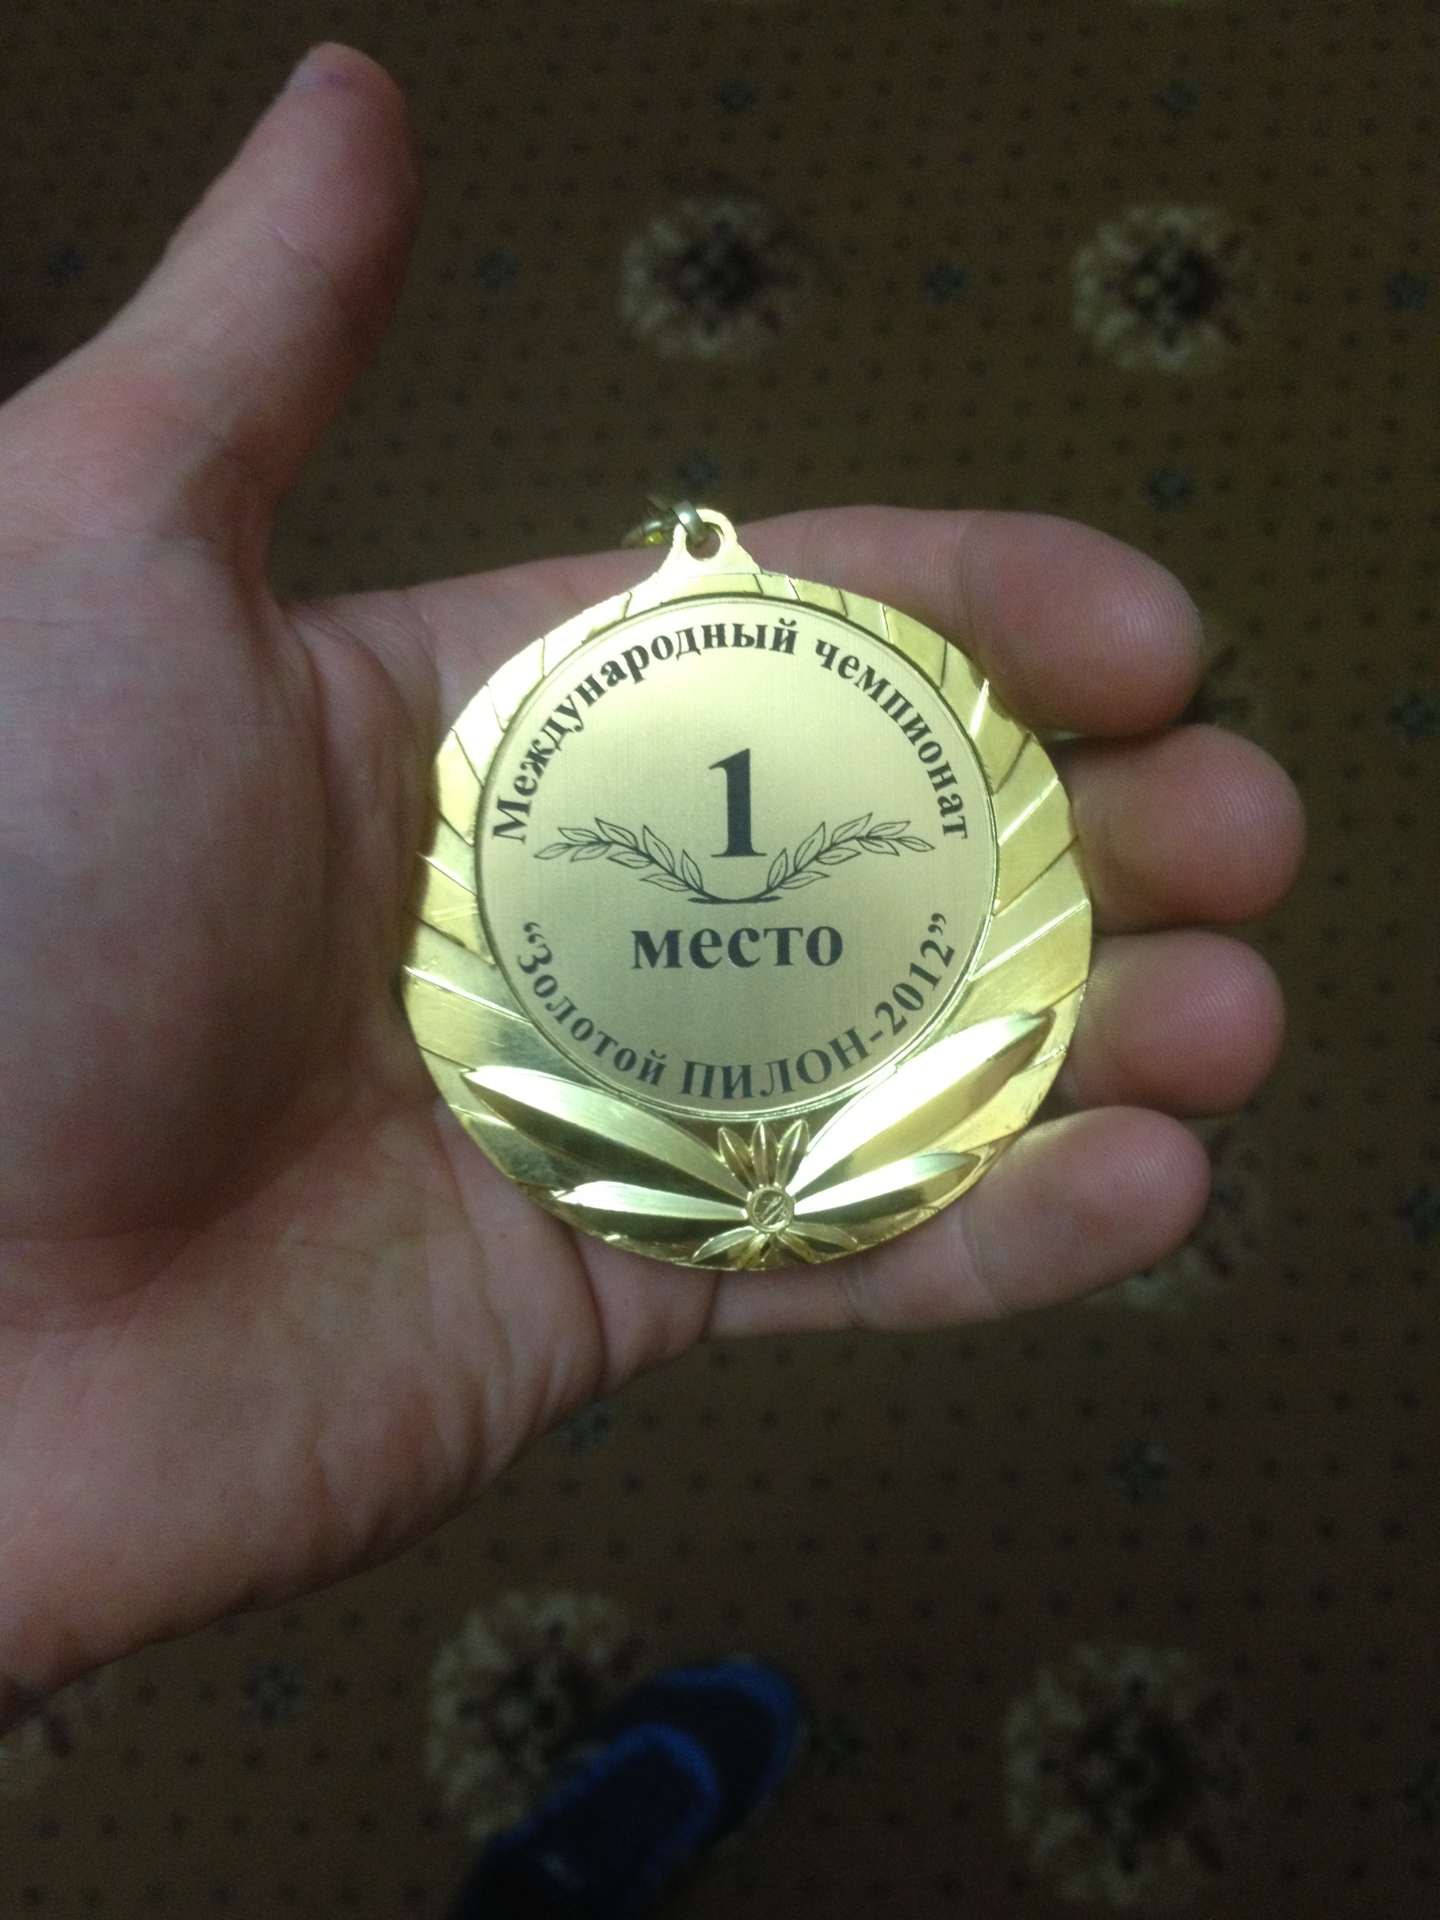 Международный чемпионат
1
место
“Золотой ПИЛОН-2012”